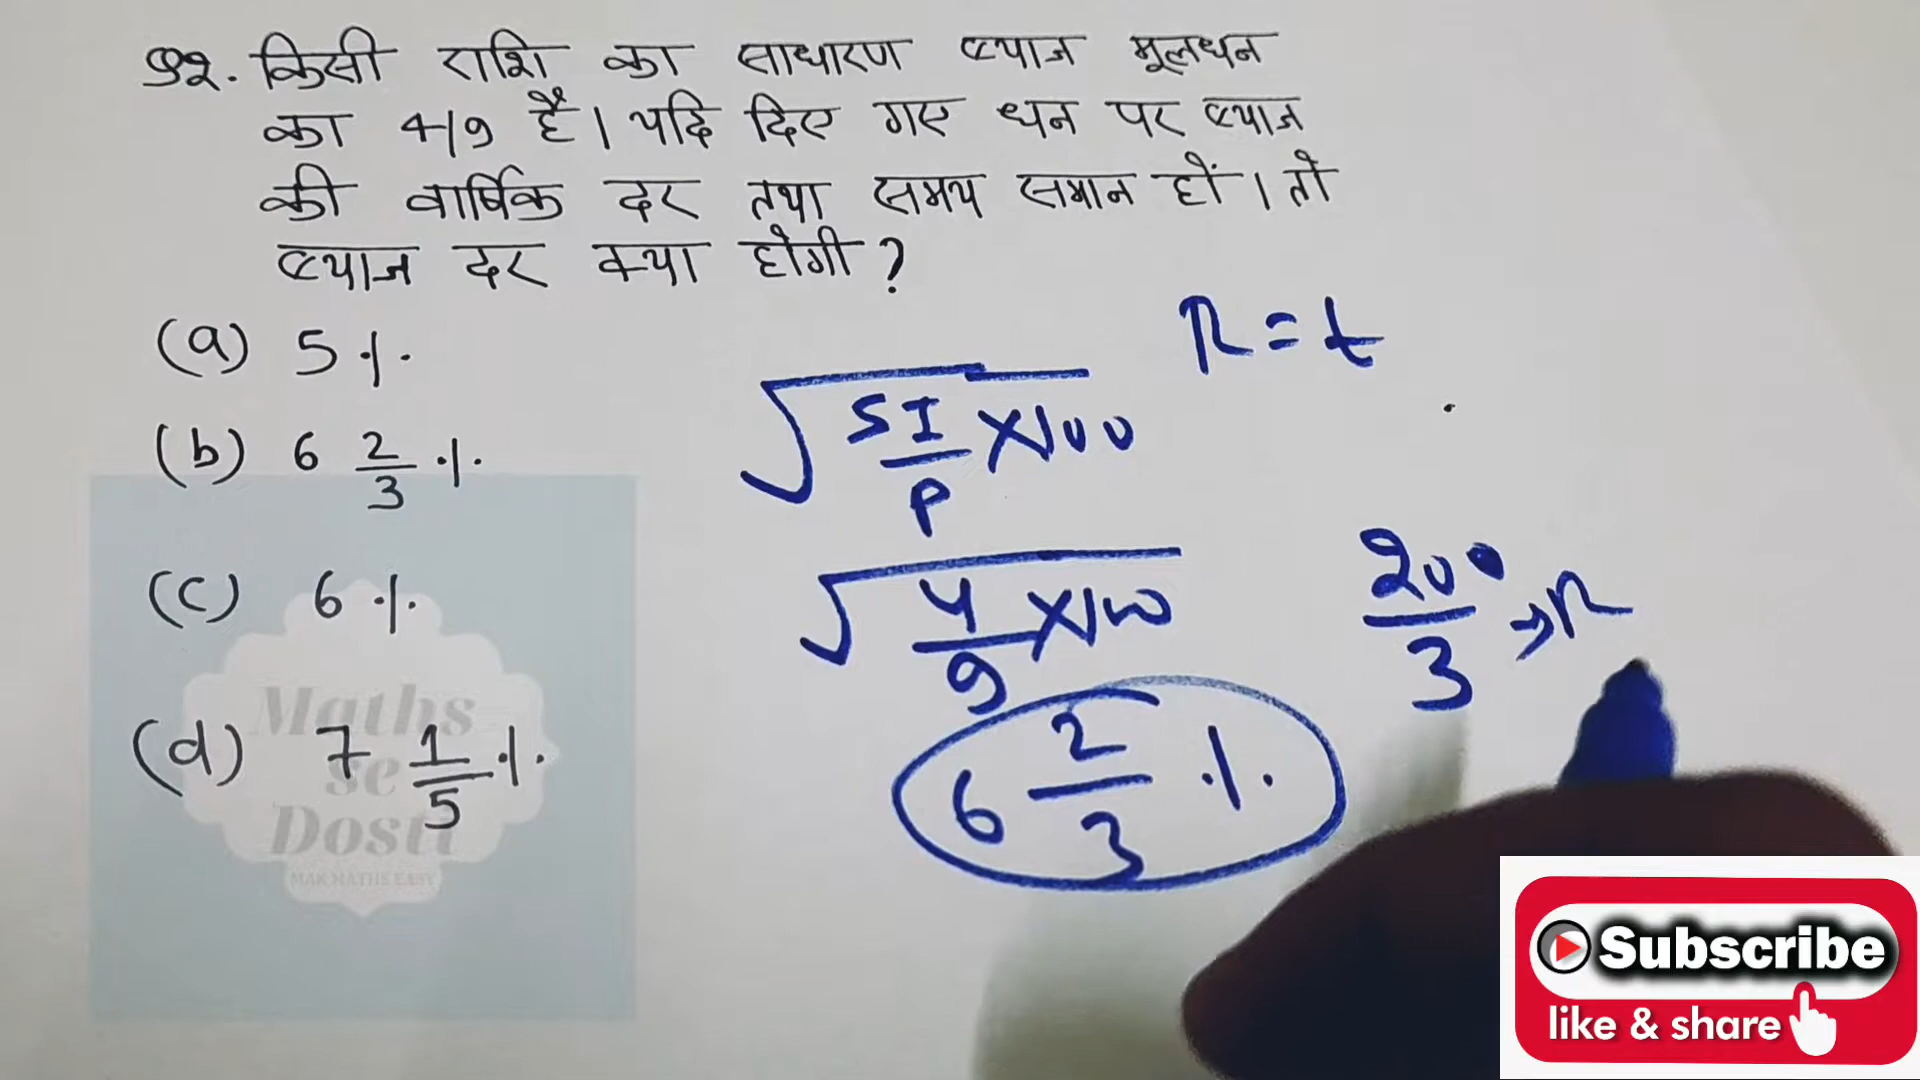 Q2. किसी राशि का साधारण ब्याज मूलधन
का 4/9 है। यदि दिए गए धन पर ब्याज
की वार्षिक दर तथा समय समान हों। तो
ब्याज दर क्या होगी?
(a) 5%
(b) 6 2/3 %
(c) 6%
(d) 7 1/5 %
R = t
√(SI/P × 100)
√(4/9 × 100)
200/3 → R
6 2/3 %
Maths
se
Dosti
MAK MATHS EASY
Subscribe
like & share